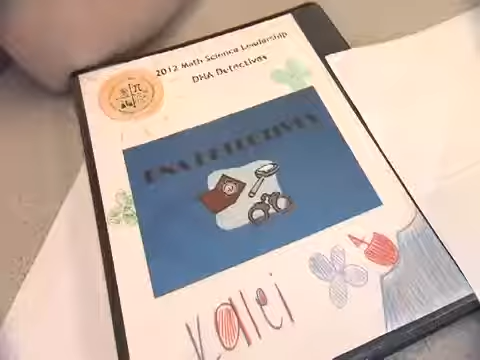 2012 Math Science Leadership
DNA Detectives
DNA DETECTIVES
Kalei